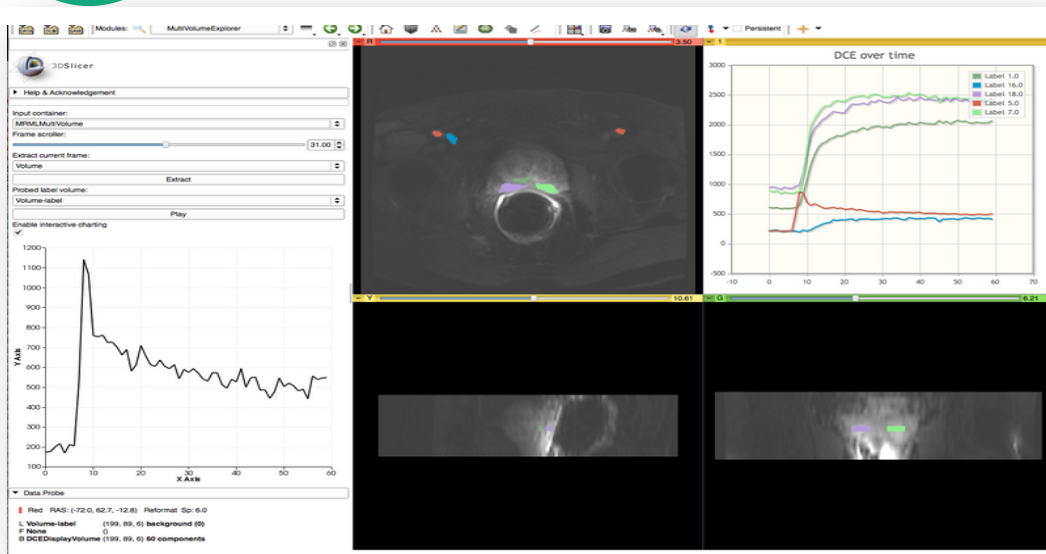 Modules:
MultiVolumeExplorer
Persistent
3DSlicer
Help & Acknowledgement
Input container:
MRMLMultiVolume
Frame scroller:
31.00
Extract current frame:
Volume
Extract
Probed label volume:
Volume-label
Play
Enable interactive charting
1200
1100
1000
900
800
700
600
500
400
300
200
100
Y Axis
0 10 20 30 40 50 60
X Axis
Data Probe
Red RAS: (-72.0, 62.7, -12.8) Reformat Sp: 6.0
L Volume-label (199, 89, 6) background (0)
F None ()
B DCEDisplayVolume (199, 89, 6) 60 components
R 3.50
1
DCE over time
3000
2500
2000
1500
1000
500
0
-500
-10 0 10 20 30 40 50 60 70
Label 1.0
Label 16.0
Label 18.0
Label 5.0
Label 7.0
Y 10.61
G 6.21